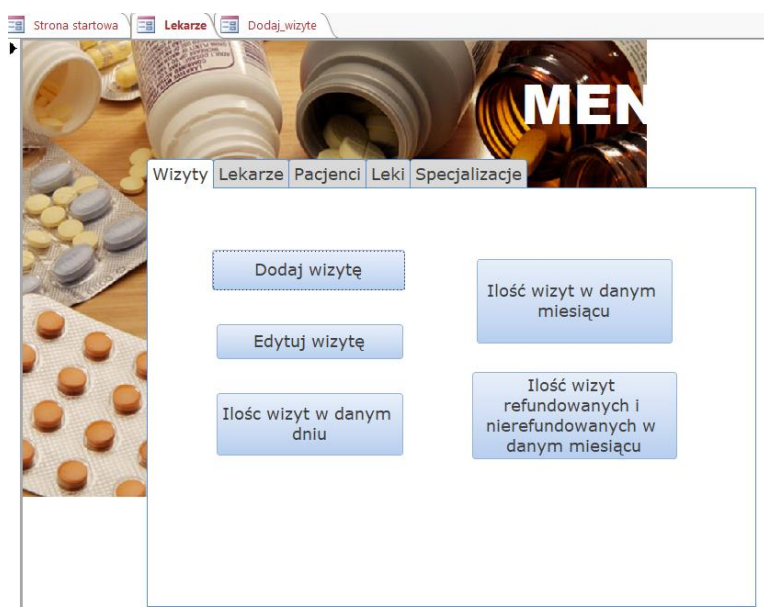 Strona startowa Lekarze Dodaj_wizyte
MEN
Wizyty Lekarze Pacjenci Leki Specjalizacje
Dodaj wizytę
Edytuj wizytę
Ilośc wizyt w danym
dniu
Ilość wizyt w danym
miesiącu
Ilość wizyt
refundowanych i
nierefundowanych w
danym miesiącu